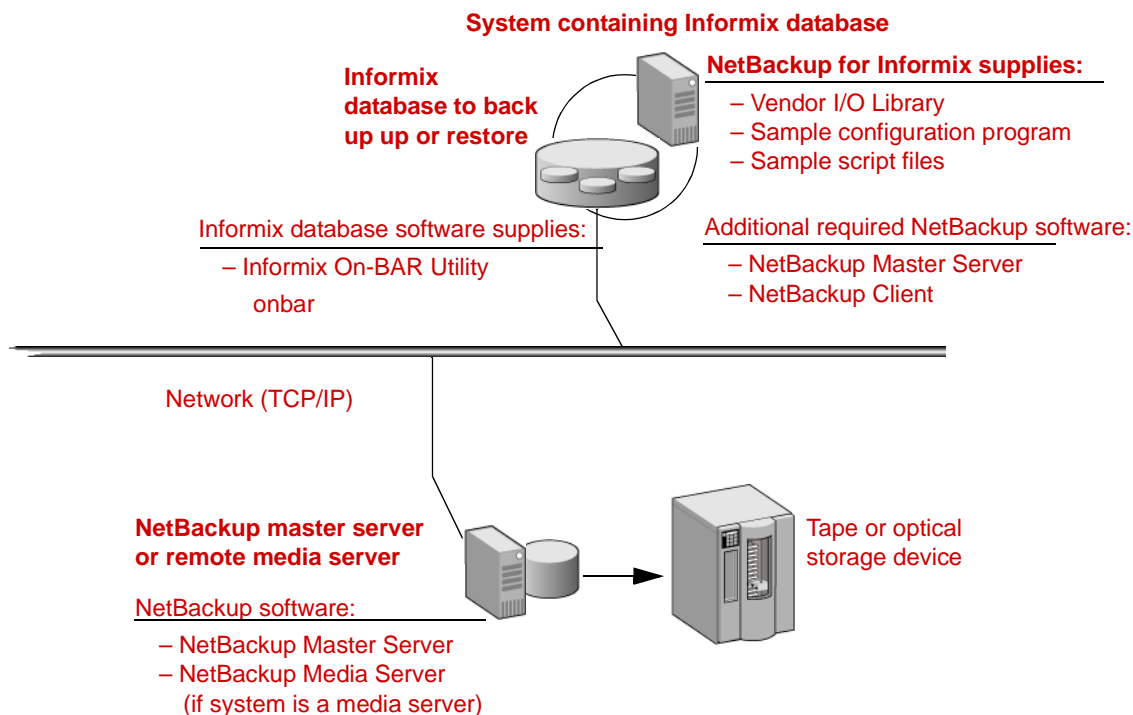 System containing Informix database
Informix
database to back
up up or restore
NetBackup for Informix supplies:
– Vendor I/O Library
– Sample configuration program
– Sample script files
Informix database software supplies:
– Informix On-BAR Utility
onbar
Additional required NetBackup software:
– NetBackup Master Server
– NetBackup Client
Network (TCP/IP)
NetBackup master server
or remote media server
NetBackup software:
– NetBackup Master Server
– NetBackup Media Server
(if system is a media server)
Tape or optical
storage device